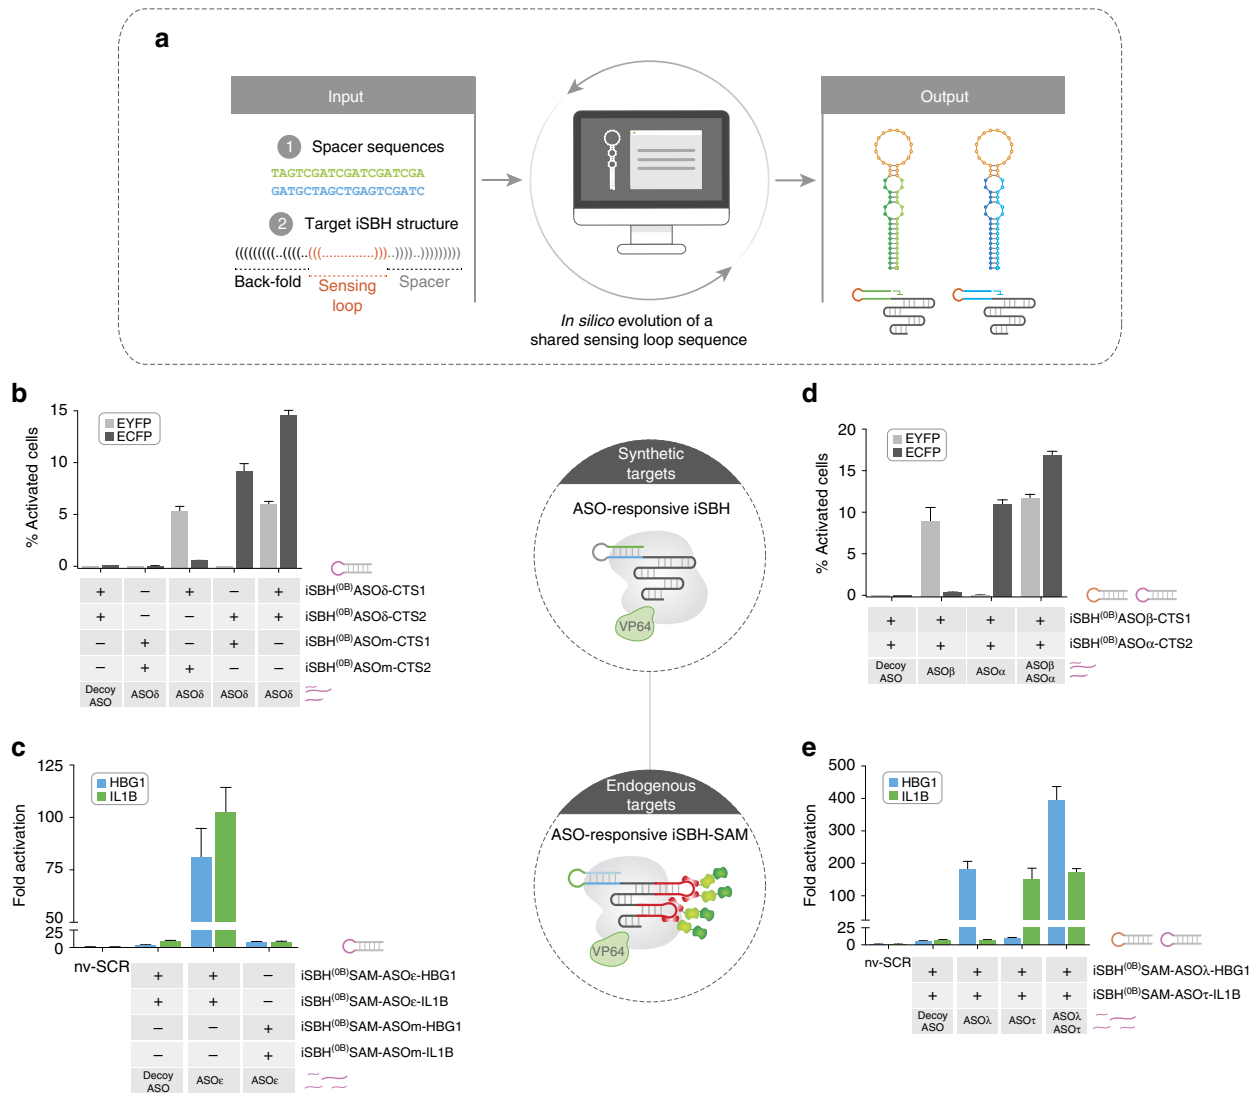 a
Input
1 Spacer sequences
TAGTCGATCGATCGATCGA
GATGCTAGCTGAGTCGATC
2 Target iSBH structure
(((((((((..((((..(((...............)))..))))..)))))))))
Back-fold
Sensing loop
Spacer
In silico evolution of a
shared sensing loop sequence
Output
b
% Activated cells
15
10
5
0
EYFP
ECFP
+ – + – + iSBH(0B)ASOδ-CTS1
+ – – + + iSBH(0B)ASOδ-CTS2
– + – – – iSBH(0B)ASOm-CTS1
– + + – – iSBH(0B)ASOm-CTS2
Decoy ASO ASOδ ASOδ ASOδ ASOδ
Synthetic
targets
ASO-responsive iSBH
VP64
d
% Activated cells
20
15
10
5
0
EYFP
ECFP
+ + + + iSBH(0B)ASOβ-CTS1
+ + + + iSBH(0B)ASOα-CTS2
Decoy ASO ASOβ ASOα ASOβ ASOα
c
Fold activation
125
100
75
50
25
0
HBG1
IL1B
nv-SCR
+ + – iSBH(0B)SAM-ASOε-HBG1
+ + – iSBH(0B)SAM-ASOε-IL1B
– – + iSBH(0B)SAM-ASOm-HBG1
– – + iSBH(0B)SAM-ASOm-IL1B
Decoy ASO ASOε ASOε
Endogenous
targets
ASO-responsive iSBH-SAM
VP64
e
Fold activation
500
400
300
200
100
25
0
HBG1
IL1B
nv-SCR
+ + + + iSBH(0B)SAM-ASOλ-HBG1
+ + + + iSBH(0B)SAM-ASOτ-IL1B
Decoy ASO ASOλ ASOτ ASOλ ASOτ